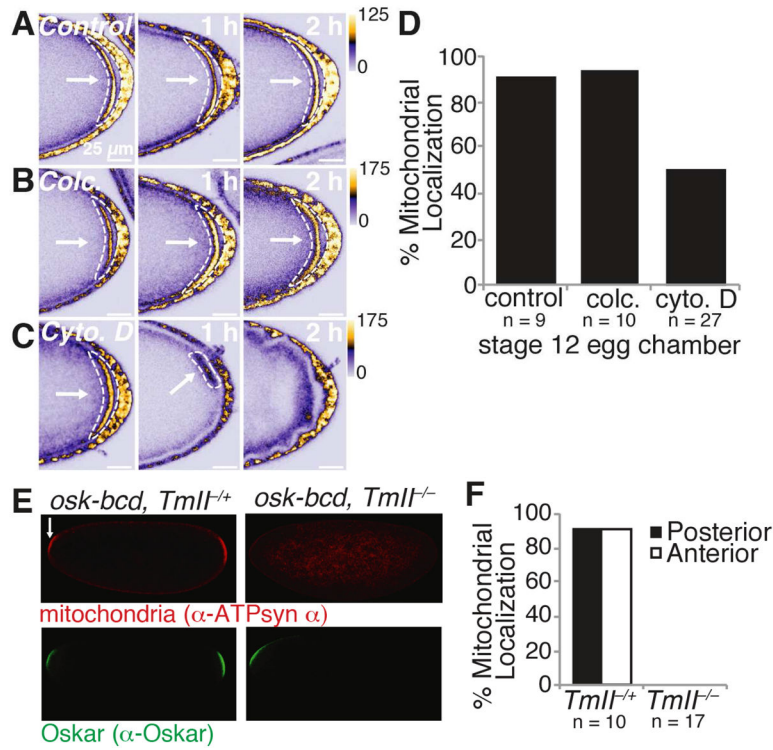 A
Control
1 h
2 h
125
0
25 µm
B
Colc.
1 h
2 h
175
0
C
Cyto. D
1 h
2 h
175
0
D
% Mitochondrial
Localization
100
80
60
40
20
0
control
colc.
cyto. D
n = 9
n = 10
n = 27
stage 12 egg chamber
E
osk-bcd, TmII–/+
osk-bcd, TmII–/–
mitochondria (α-ATPsyn α)
Oskar (α-Oskar)
F
% Mitochondrial
Localization
100
80
60
40
20
0
Posterior
Anterior
TmII–/+
TmII–/–
n = 10
n = 17